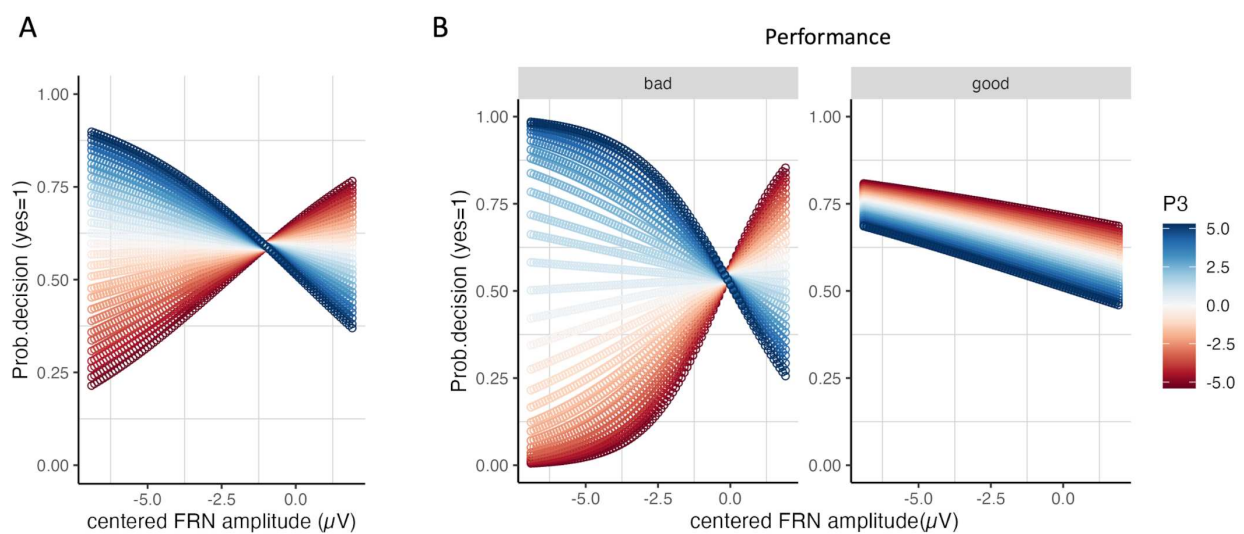 A
1.00
0.75
0.50
0.25
0.00
Prob.decision (yes=1)
-5.0 -2.5 0.0
centered FRN amplitude (µV)
B
Performance
bad good
1.00 1.00
0.75 0.75
0.50 0.50
0.25 0.25
0.00 0.00
Prob.decision (yes=1)
-5.0 -2.5 0.0 -5.0 -2.5 0.0
centered FRN amplitude(µV)
P3
5.0
2.5
0.0
-2.5
-5.0